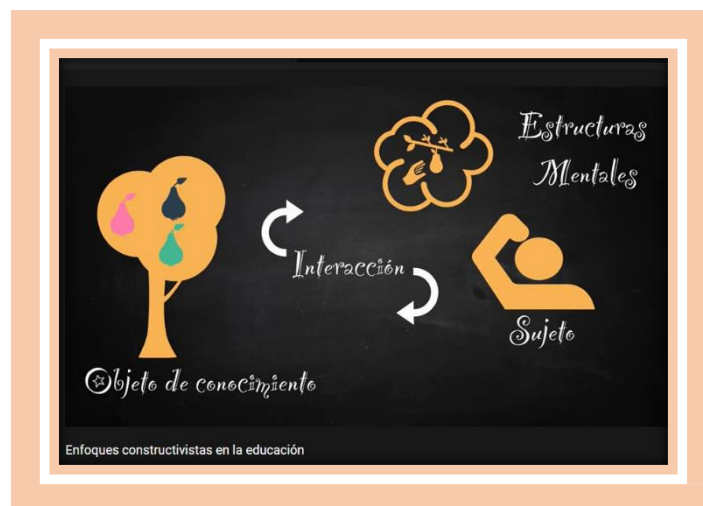 Estructuras
Mentales
Interacción
Sujeto
Objeto de conocimiento
Enfoques constructivistas en la educación